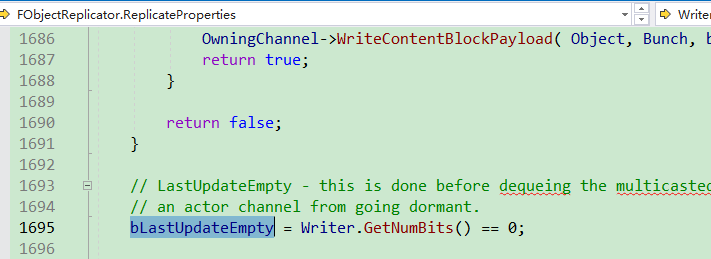 FObjectReplicator.ReplicateProperties
Writer
1686 OwningChannel->WriteContentBlockPayload( Object, Bunch, b
1687 return true;
1688 }
1689
1690 return false;
1691 }
1692
1693 // LastUpdateEmpty - this is done before dequeing the multicasted
1694 // an actor channel from going dormant.
1695 bLastUpdateEmpty = Writer.GetNumBits() == 0;
1696